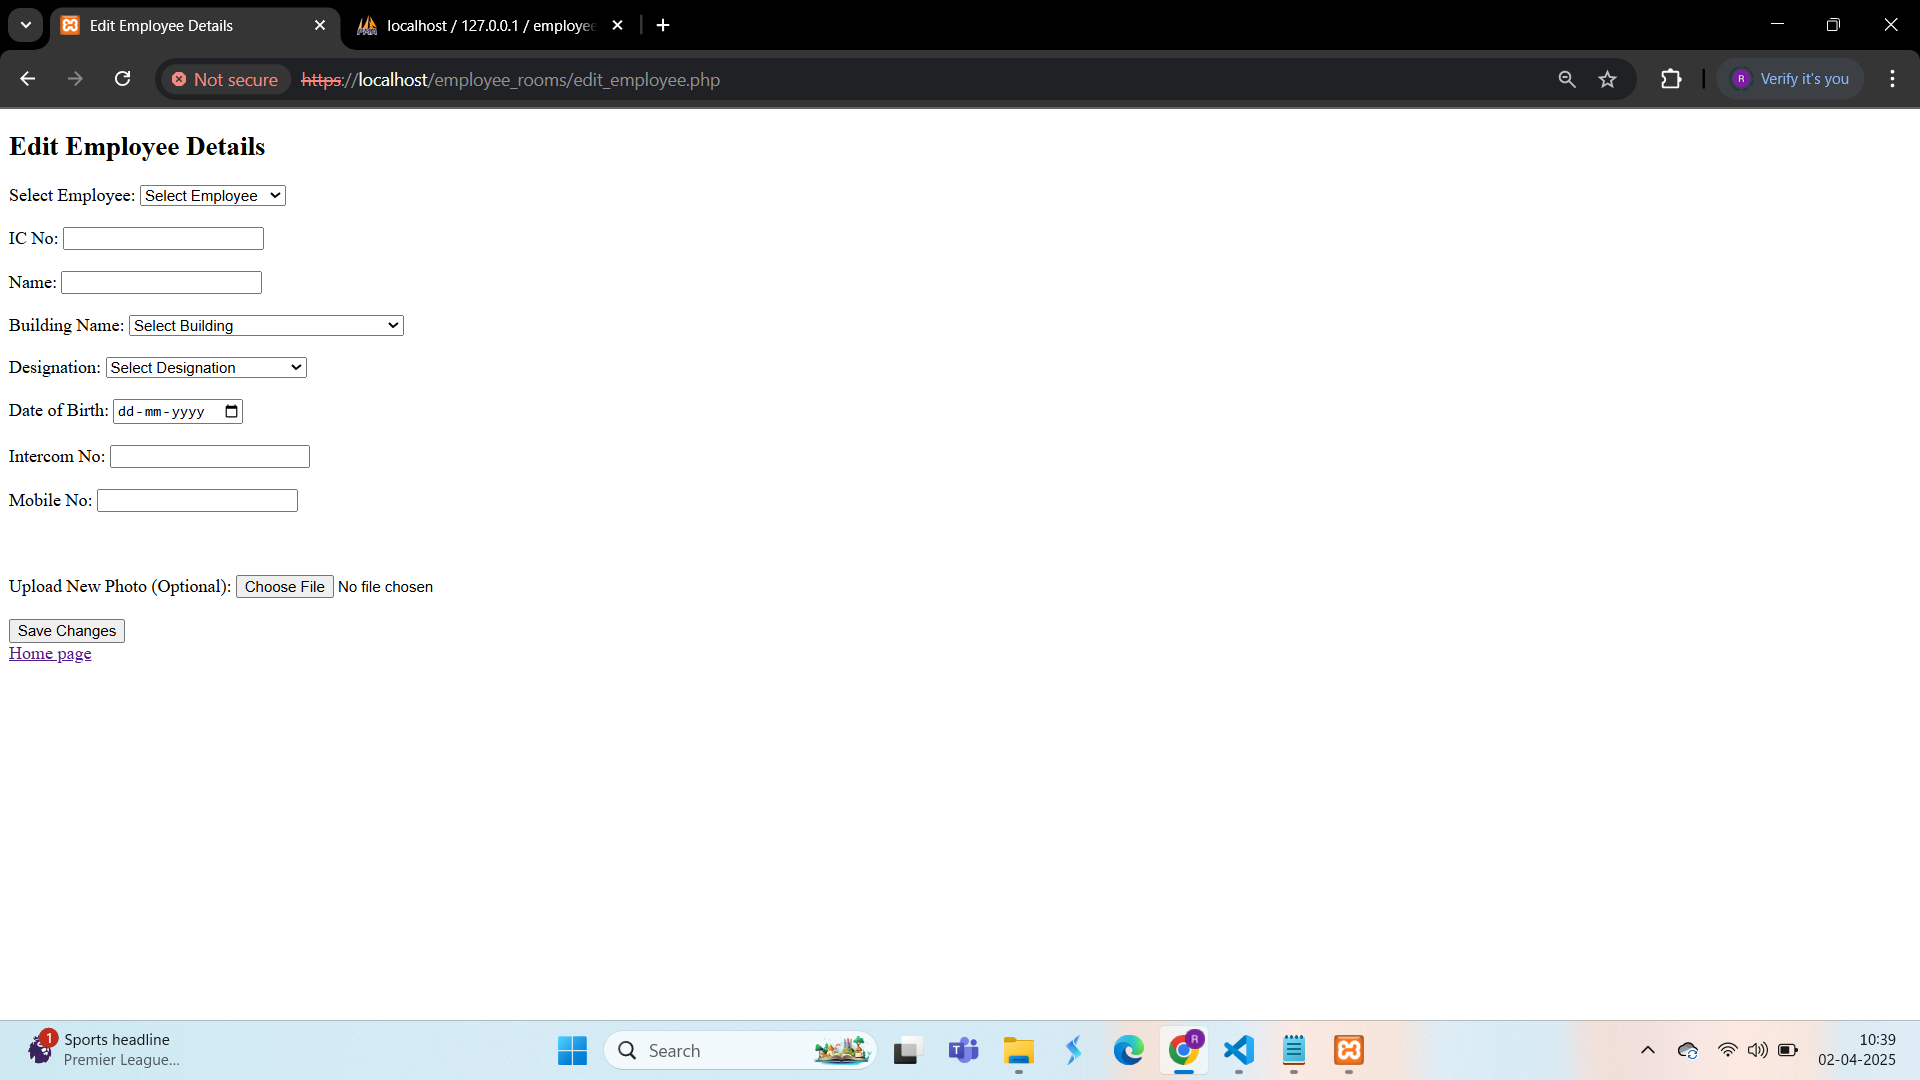 Edit Employee Details
localhost / 127.0.0.1 / employee
Not secure
https://localhost/employee_rooms/edit_employee.php
R
Verify it's you
Edit Employee Details
Select Employee: Select Employee
IC No:
Name:
Building Name: Select Building
Designation: Select Designation
Date of Birth: dd-mm-yyyy
Intercom No:
Mobile No:
Upload New Photo (Optional): Choose File No file chosen
Save Changes
Home page
1
Sports headline
Premier League...
Search
R
10:39
02-04-2025